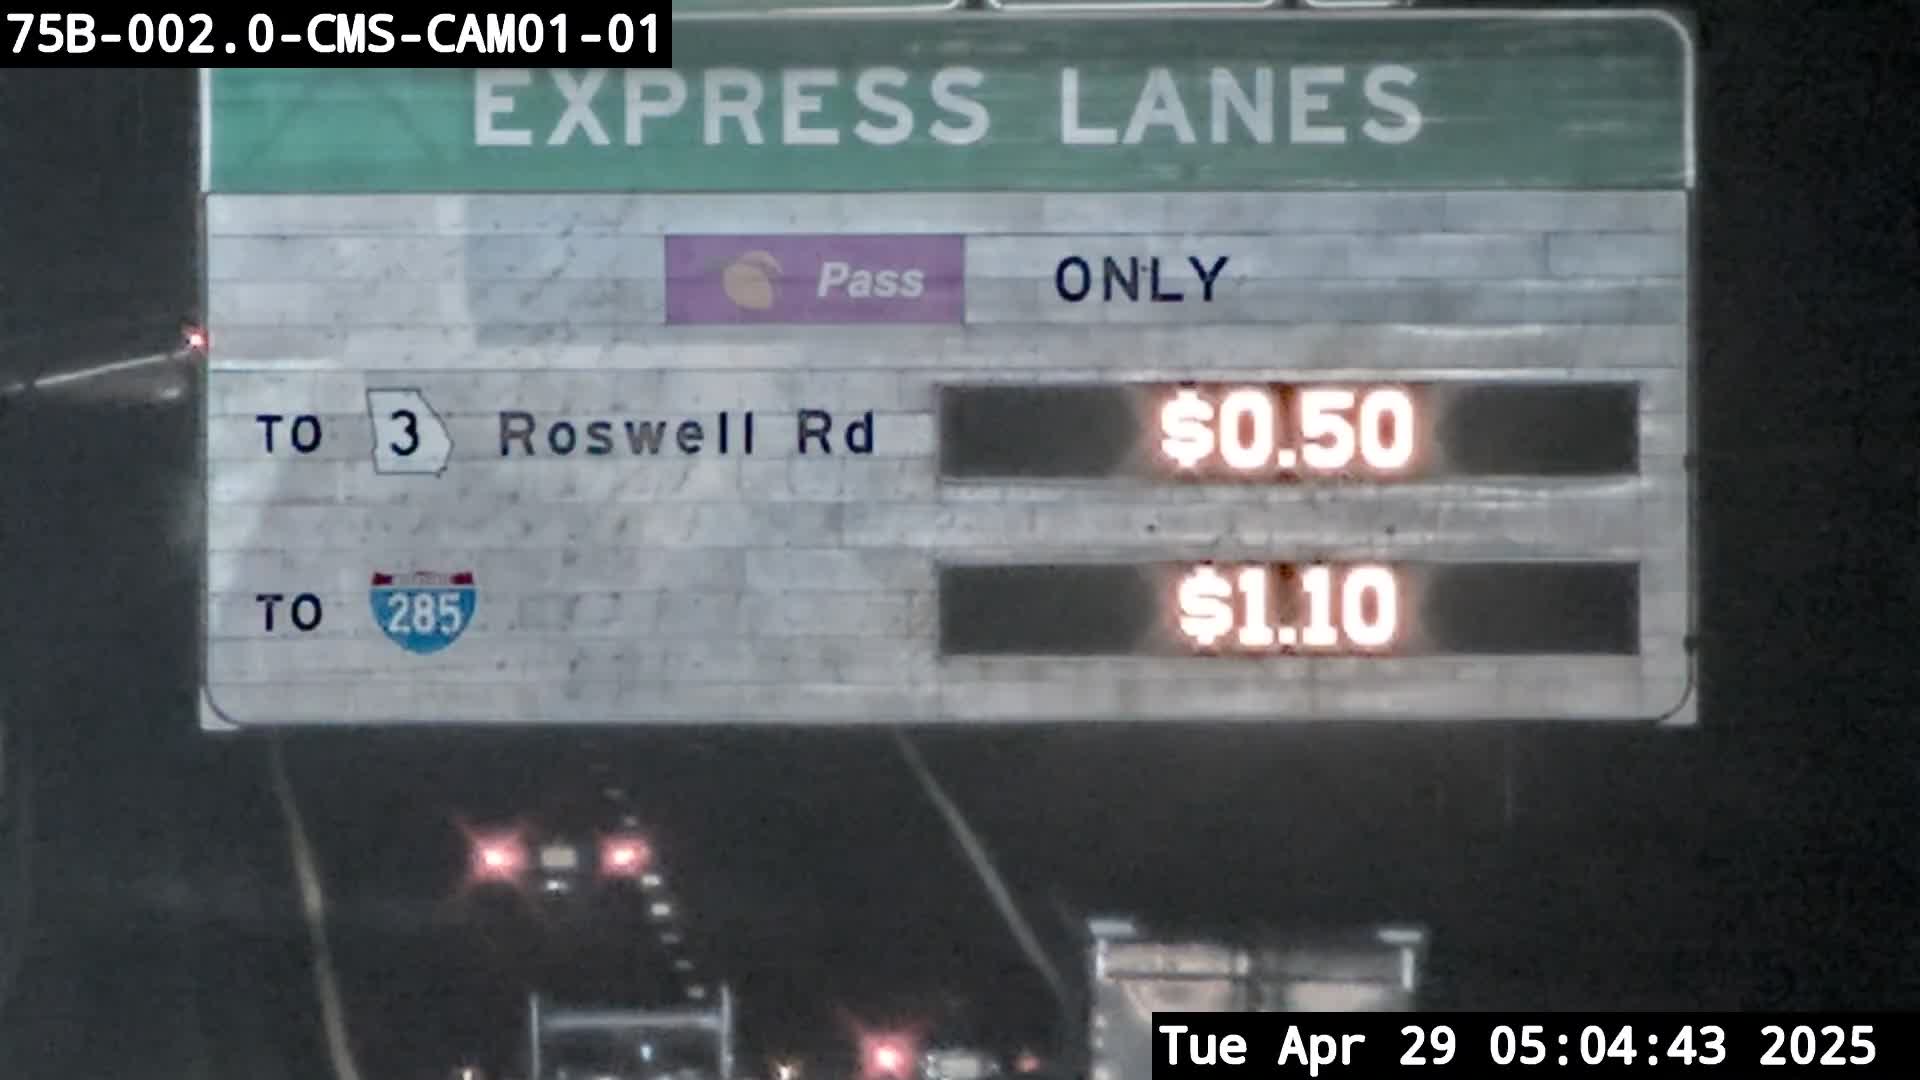 75B-002.0-CMS-CAM01-01
EXPRESS LANES
Pass ONLY
TO 3 Roswell Rd $0.50
TO 285 $1.10
Tue Apr 29 05:04:43 2025